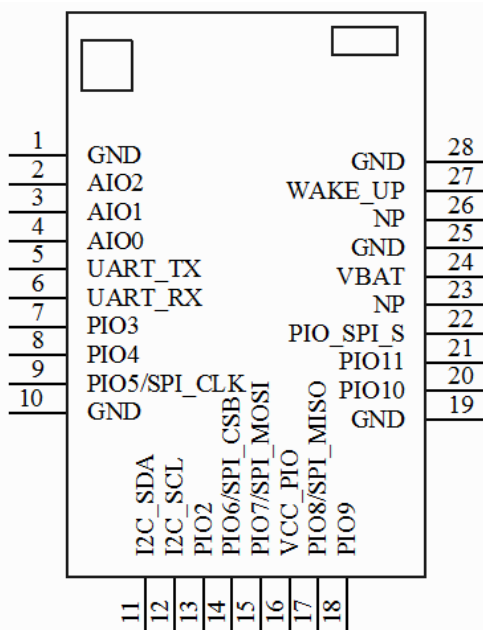 1 GND
2 AIO2
3 AIO1
4 AIO0
5 UART_TX
6 UART_RX
7 PIO3
8 PIO4
9 PIO5/SPI_CLK
10 GND
11 I2C_SDA
12 I2C_SCL
13 PIO2
14 PIO6/SPI_CSB
15 PIO7/SPI_MOSI
16 VCC_PIO
17 PIO8/SPI_MISO
18 PIO9
GND 28
WAKE_UP 27
NP 26
GND 25
VBAT 24
NP 23
PIO_SPI_S 22
PIO11 21
PIO10 20
GND 19